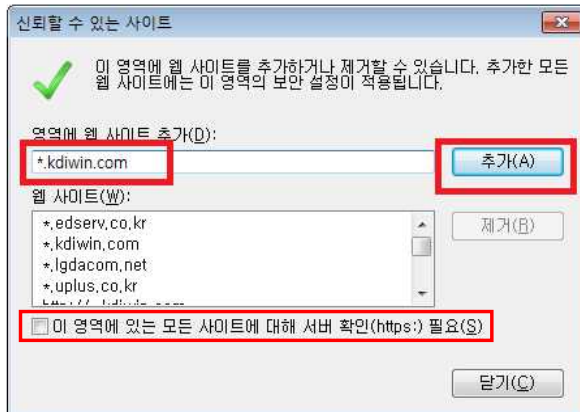 신뢰할 수 있는 사이트
이 영역에 웹 사이트를 추가하거나 제거할 수 있습니다. 추가한 모든
웹 사이트에는 이 영역의 보안 설정이 적용됩니다.
영역에 웹 사이트 추가(D):
*.kdiwin.com
추가(A)
웹 사이트(W):
*.edserv.co.kr
제거(R)
*.kdiwin.com
*.lgdacom.net
*.uplus.co.kr
이 영역에 있는 모든 사이트에 대해 서버 확인(https:) 필요(S)
닫기(C)